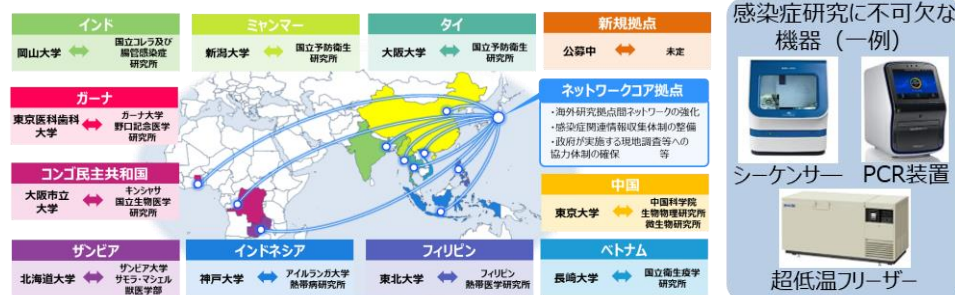 インド
岡山大学
国立コレラ及び
腸管感染症
研究所
ミャンマー
新潟大学
国立予防衛生
研究所
タイ
大阪大学
国立予防衛生
研究所
新規拠点
公募中
未定
ガーナ
東京医科歯科
大学
ガーナ大学
野口記念医学
研究所
ネットワークコア拠点
・海外研究拠点間ネットワークの強化
・感染症関連情報収集体制の整備
・政府が実施する現地調査等への
協力体制の確保 等
コンゴ民主共和国
大阪市立
大学
キンシャサ
国立生物医学
研究所
中国
東京大学
中国科学院
生物物理研究所
微生物研究所
ザンビア
北海道大学
ザンビア大学
サモラ・マシェル
獣医学部
インドネシア
神戸大学
アイルランガ大学
熱帯病研究所
フィリピン
東北大学
フィリピン
熱帯医学研究所
ベトナム
長崎大学
国立衛生疫学
研究所
感染症研究に不可欠な
機器（一例）
シーケンサー
PCR装置
超低温フリーザー